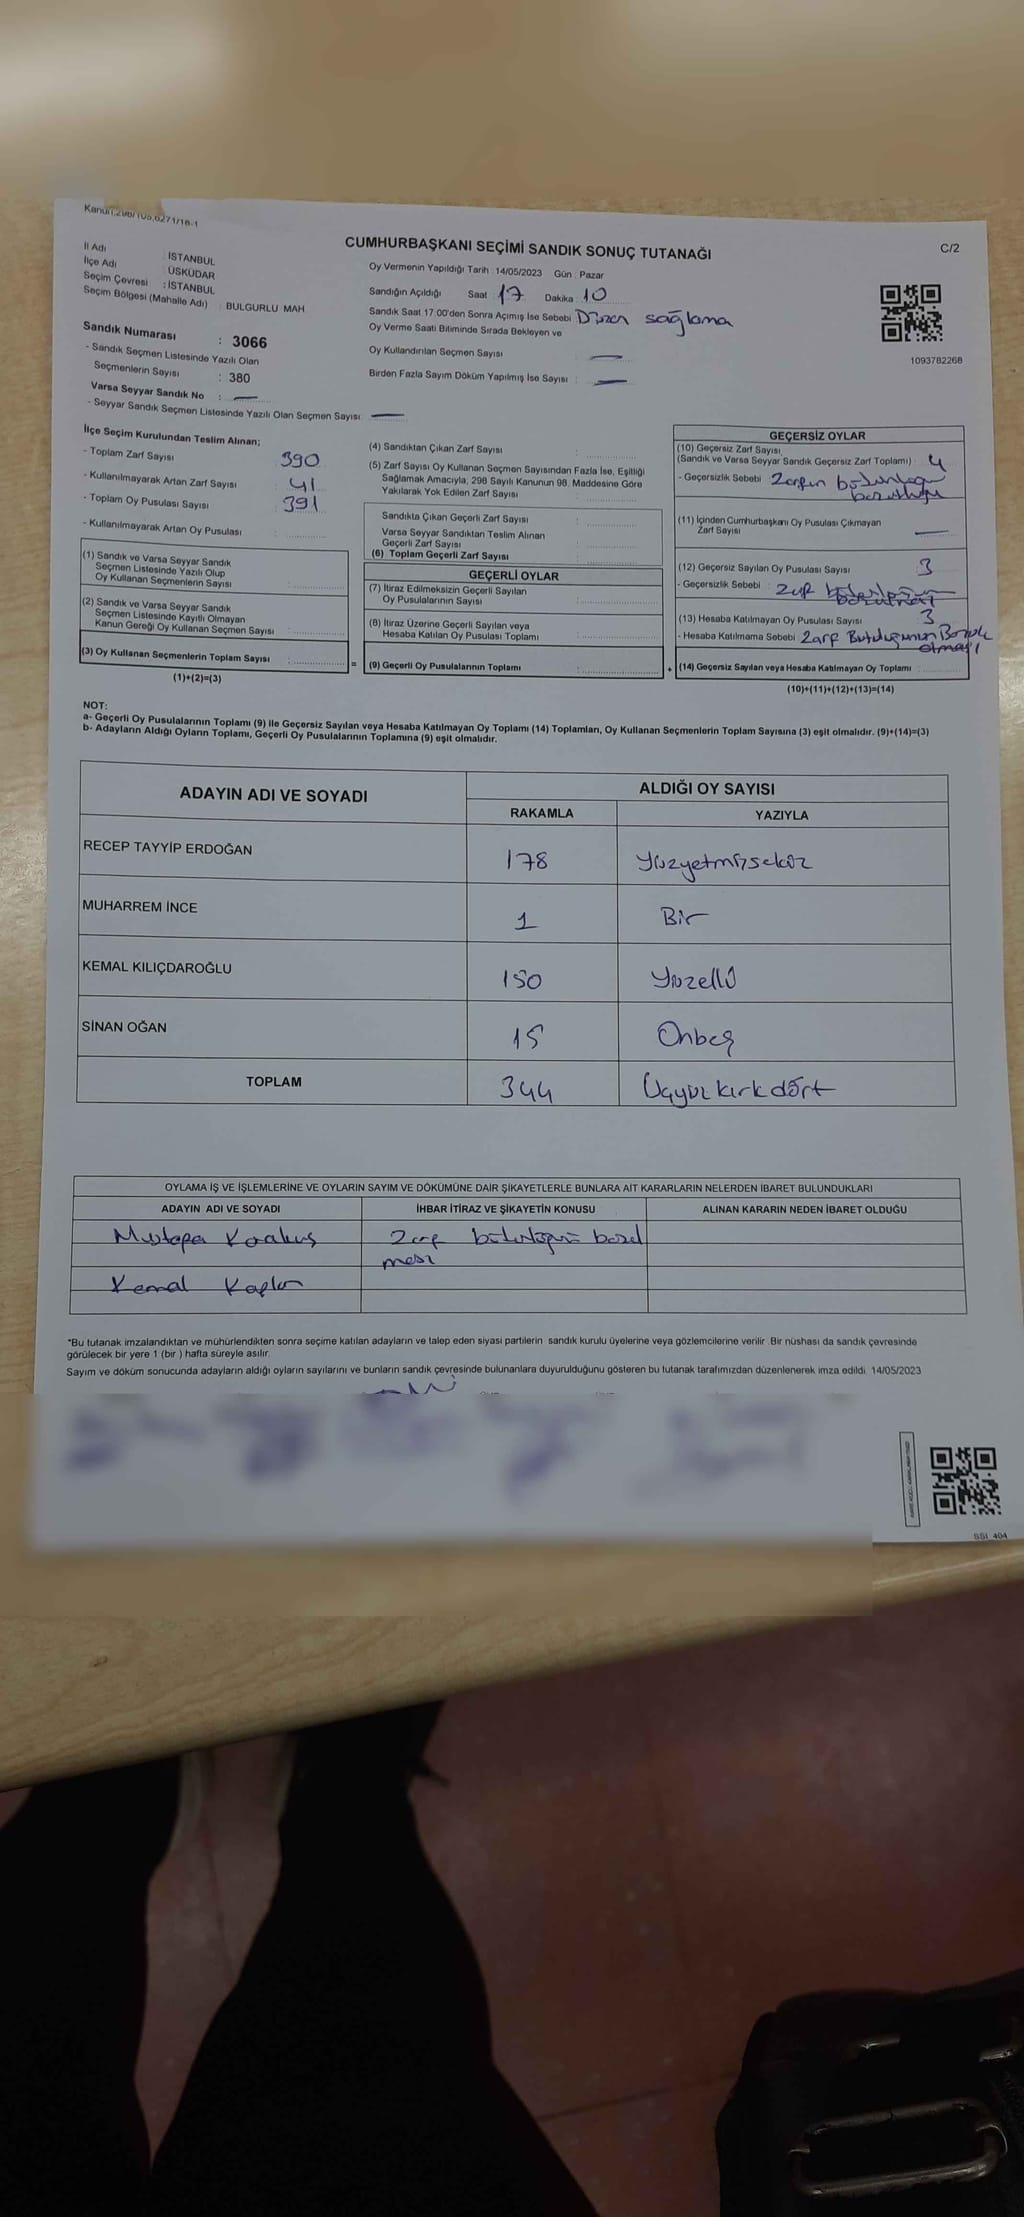 Kanun:298/105,6271/18-1
C/2
CUMHURBAŞKANI SEÇİMİ SANDIK SONUÇ TUTANAĞI
İl Adı : İSTANBUL
İlçe Adı : ÜSKÜDAR
Seçim Çevresi : İSTANBUL
Seçim Bölgesi (Mahalle Adı) : BULGURLU MAH
Sandık Numarası : 3066
- Sandık Seçmen Listesinde Yazılı Olan
Seçmenlerin Sayısı : 380
Varsa Seyyar Sandık No : —
- Seyyar Sandık Seçmen Listesinde Yazılı Olan Seçmen Sayısı —
Oy Vermenin Yapıldığı Tarih : 14/05/2023 Gün : Pazar
Sandığın Açıldığı Saat 17 Dakika : 10
Sandık Saat 17.00'den Sonra Açımış İse Sebebi Düzen sağlama
Oy Verme Saati Bitiminde Sırada Bekleyen ve
Oy Kullandırılan Seçmen Sayısı : —
Birden Fazla Sayım Döküm Yapılmış İse Sayısı : —
1093782268
İlçe Seçim Kurulundan Teslim Alınan;
- Toplam Zarf Sayısı 390
- Kullanılmayarak Artan Zarf Sayısı 41
- Toplam Oy Pusulası Sayısı 391
- Kullanılmayarak Artan Oy Pusulası :
(1) Sandık ve Varsa Seyyar Sandık
Seçmen Listesinde Yazılı Olup
Oy Kullanan Seçmenlerin Sayısı :
(2) Sandık ve Varsa Seyyar Sandık
Seçmen Listesinde Kayıtlı Olmayan
Kanun Gereği Oy Kullanan Seçmen Sayısı :
(3) Oy Kullanan Seçmenlerin Toplam Sayısı :
(1)+(2)=(3)
(4) Sandıktan Çıkan Zarf Sayısı :
(5) Zarf Sayısı Oy Kullanan Seçmen Sayısından Fazla İse, Eşitliği
Sağlamak Amacıyla, 298 Sayılı Kanunun 98. Maddesine Göre
Yakılarak Yok Edilen Zarf Sayısı :
Sandıkta Çıkan Geçerli Zarf Sayısı :
Varsa Seyyar Sandıktan Teslim Alınan
Geçerli Zarf Sayısı :
(6) Toplam Geçerli Zarf Sayısı :
GEÇERLİ OYLAR
(7) İtiraz Edilmeksizin Geçerli Sayılan
Oy Pusulalarının Sayısı :
(8) İtiraz Üzerine Geçerli Sayılan veya
Hesaba Katılan Oy Pusulası Toplamı :
= (9) Geçerli Oy Pusulalarının Toplamı :
GEÇERSİZ OYLAR
(10) Geçersiz Zarf Sayısı
(Sandık ve Varsa Seyyar Sandık Geçersiz Zarf Toplamı) : 4
- Geçersizlik Sebebi : Zarfın bütünlüğü
bozukluğu
(11) İçinden Cumhurbaşkanı Oy Pusulası Çıkmayan
Zarf Sayısı : —
(12) Geçersiz Sayılan Oy Pusulası Sayısı : 3
- Geçersizlik Sebebi : Zarf bütünlüğün
bozulması
(13) Hesaba Katılmayan Oy Pusulası Sayısı : 3
- Hesaba Katılmama Sebebi Zarf Bütülüğünün Bozuk
olması
+ (14) Geçersiz Sayılan veya Hesaba Katılmayan Oy Toplamı :
(10)+(11)+(12)+(13)=(14)
NOT:
a- Geçerli Oy Pusulalarının Toplamı (9) ile Geçersiz Sayılan veya Hesaba Katılmayan Oy Toplamı (14) Toplamları, Oy Kullanan Seçmenlerin Toplam Sayısına (3) eşit olmalıdır. (9)+(14)=(3)
b- Adayların Aldığı Oyların Toplamı, Geçerli Oy Pusulalarının Toplamına (9) eşit olmalıdır.
ADAYIN ADI VE SOYADI
ALDIĞI OY SAYISI
RAKAMLA YAZIYLA
RECEP TAYYİP ERDOĞAN 178 Yüzyetmişsekiz
MUHARREM İNCE 1 Bir
KEMAL KILIÇDAROĞLU 150 Yüzelli
SİNAN OĞAN 15 Onbeş
TOPLAM 344 Üçyüzkırkdört
OYLAMA İŞ VE İŞLEMLERİNE VE OYLARIN SAYIM VE DÖKÜMÜNE DAİR ŞİKAYETLERLE BUNLARA AİT KARARLARIN NELERDEN İBARET BULUNDUKLARI
ADAYIN ADI VE SOYADI İHBAR İTİRAZ VE ŞİKAYETİN KONUSU ALINAN KARARIN NEDEN İBARET OLDUĞU
Mustafa Karakuş Zarf bütünlüğünü bozul
ması
Kemal Kaplan
*Bu tutanak imzalandıktan ve mühürlendikten sonra seçime katılan adayların ve talep eden siyasi partilerin sandık kurulu üyelerine veya gözlemcilerine verilir .Bir nüshası da sandık çevresinde
görülecek bir yere 1 (bir ) hafta süreyle asılır.
Sayım ve döküm sonucunda adayların aldığı oyların sayılarını ve bunların sandık çevresinde bulunanlara duyurulduğunu gösteren bu tutanak tarafımızdan düzenlenerek imza edildi. 14/05/2023
SSI_404